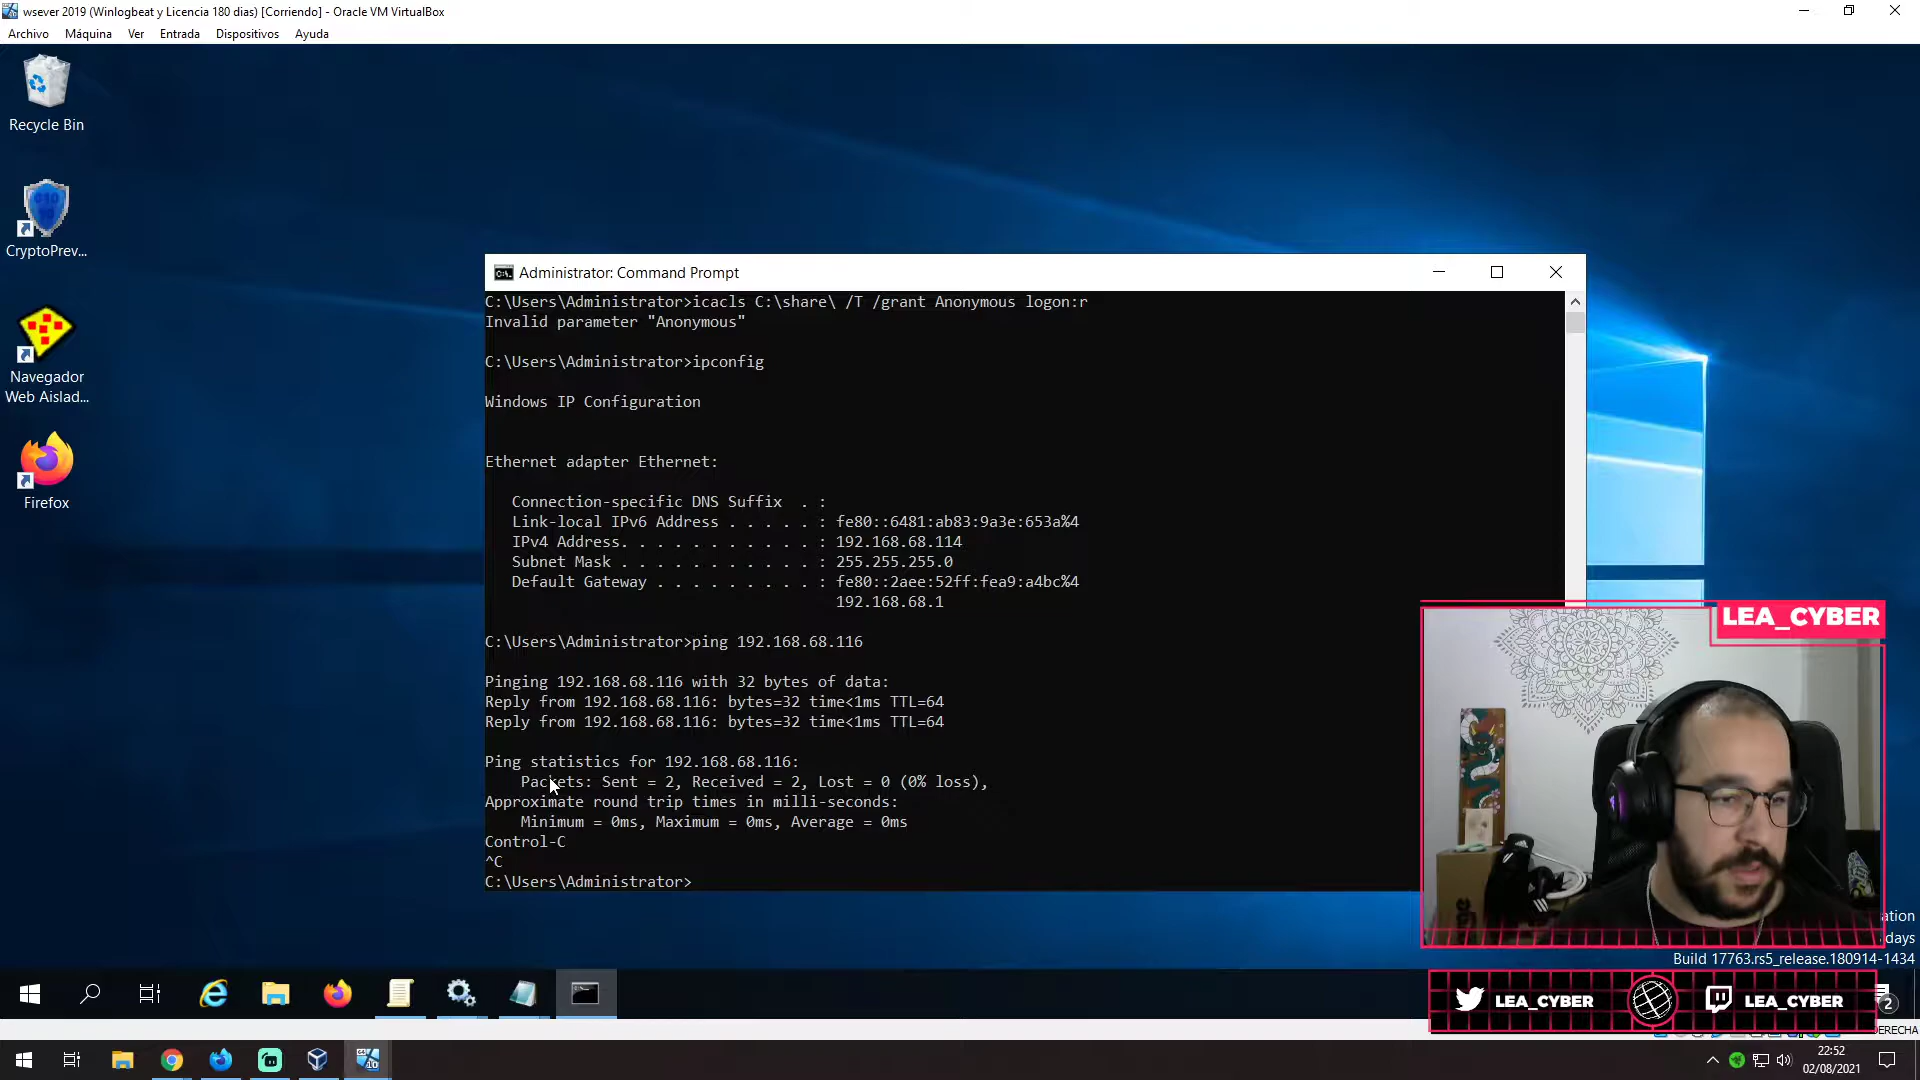 wsever 2019 (Winlogbeat y Licencia 180 dias) [Corriendo] - Oracle VM VirtualBox
Archivo Máquina Ver Entrada Dispositivos Ayuda
Recycle Bin
CryptoPrev...
Navegador
Web Aislad...
Firefox
Administrator: Command Prompt
C:\Users\Administrator>icacls C:\share\ /T /grant Anonymous logon:r
Invalid parameter "Anonymous"
C:\Users\Administrator>ipconfig
Windows IP Configuration
Ethernet adapter Ethernet:
Connection-specific DNS Suffix . :
Link-local IPv6 Address . . . . . : fe80::6481:ab83:9a3e:653a%4
IPv4 Address. . . . . . . . . . . : 192.168.68.114
Subnet Mask . . . . . . . . . . . : 255.255.255.0
Default Gateway . . . . . . . . . : fe80::2aee:52ff:fea9:a4bc%4
192.168.68.1
C:\Users\Administrator>ping 192.168.68.116
Pinging 192.168.68.116 with 32 bytes of data:
Reply from 192.168.68.116: bytes=32 time<1ms TTL=64
Reply from 192.168.68.116: bytes=32 time<1ms TTL=64
Ping statistics for 192.168.68.116:
Packets: Sent = 2, Received = 2, Lost = 0 (0% loss),
Approximate round trip times in milli-seconds:
Minimum = 0ms, Maximum = 0ms, Average = 0ms
Control-C
^C
C:\Users\Administrator>
LEA_CYBER
ation
days
Build 17763.rs5_release.180914-1434
LEA_CYBER LEA_CYBER
2
DERECHA
22:52
02/08/2021